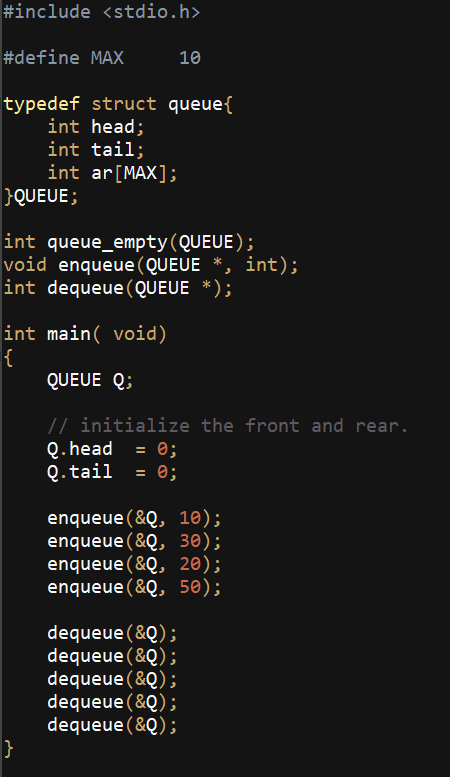 #include <stdio.h>

#define MAX     10

typedef struct queue{
    int head;
    int tail;
    int ar[MAX];
}QUEUE;

int queue_empty(QUEUE);
void enqueue(QUEUE *, int);
int dequeue(QUEUE *);

int main( void)
{
    QUEUE Q;

    // initialize the front and rear.
    Q.head  = 0;
    Q.tail  = 0;

    enqueue(&Q, 10);
    enqueue(&Q, 30);
    enqueue(&Q, 20);
    enqueue(&Q, 50);

    dequeue(&Q);
    dequeue(&Q);
    dequeue(&Q);
    dequeue(&Q);
    dequeue(&Q);
}